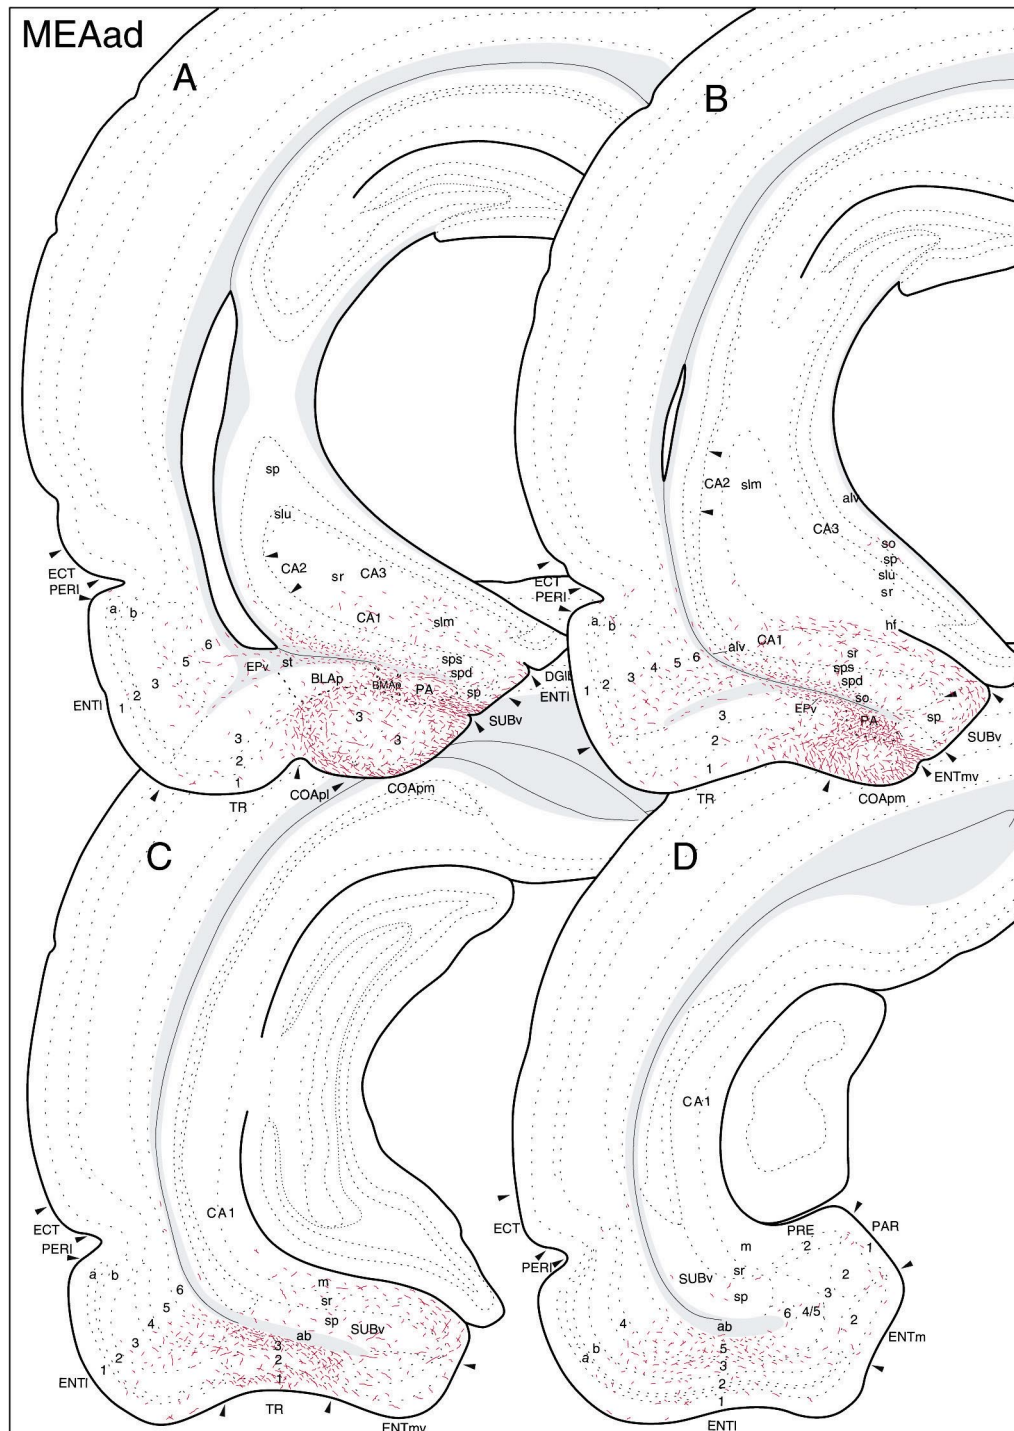 MEAad
A
B
sp
slu
CA2
CA3
sr
CA1
slm
ECT
PERI
a
b
6
5
3
2
1
ENTl
EPv
st
BLAp
BMAp
PA
sps
spd
sp
3
3
3
2
1
TR
COApl
COApm
SUBv
ENTl
CA2
slm
alv
CA3
so
sp
slu
sr
hf
ECT
PERI
a
b
1
2
3
4
5
6
alv
CA1
sr
sps
spd
so
EPv
PA
sp
3
2
1
TR
COApm
ENTmv
SUBv
C
D
CA1
ECT
PERI
a
b
6
5
4
3
2
1
ENTl
m
sr
sp
SUBv
ab
3
2
1
TR
ENTmv
CA1
ECT
PERI
PRE
PAR
m
2
1
SUBv
sr
sp
2
3
4/5
6
2
ENTm
ab
4
b
a
5
3
2
1
ENTl